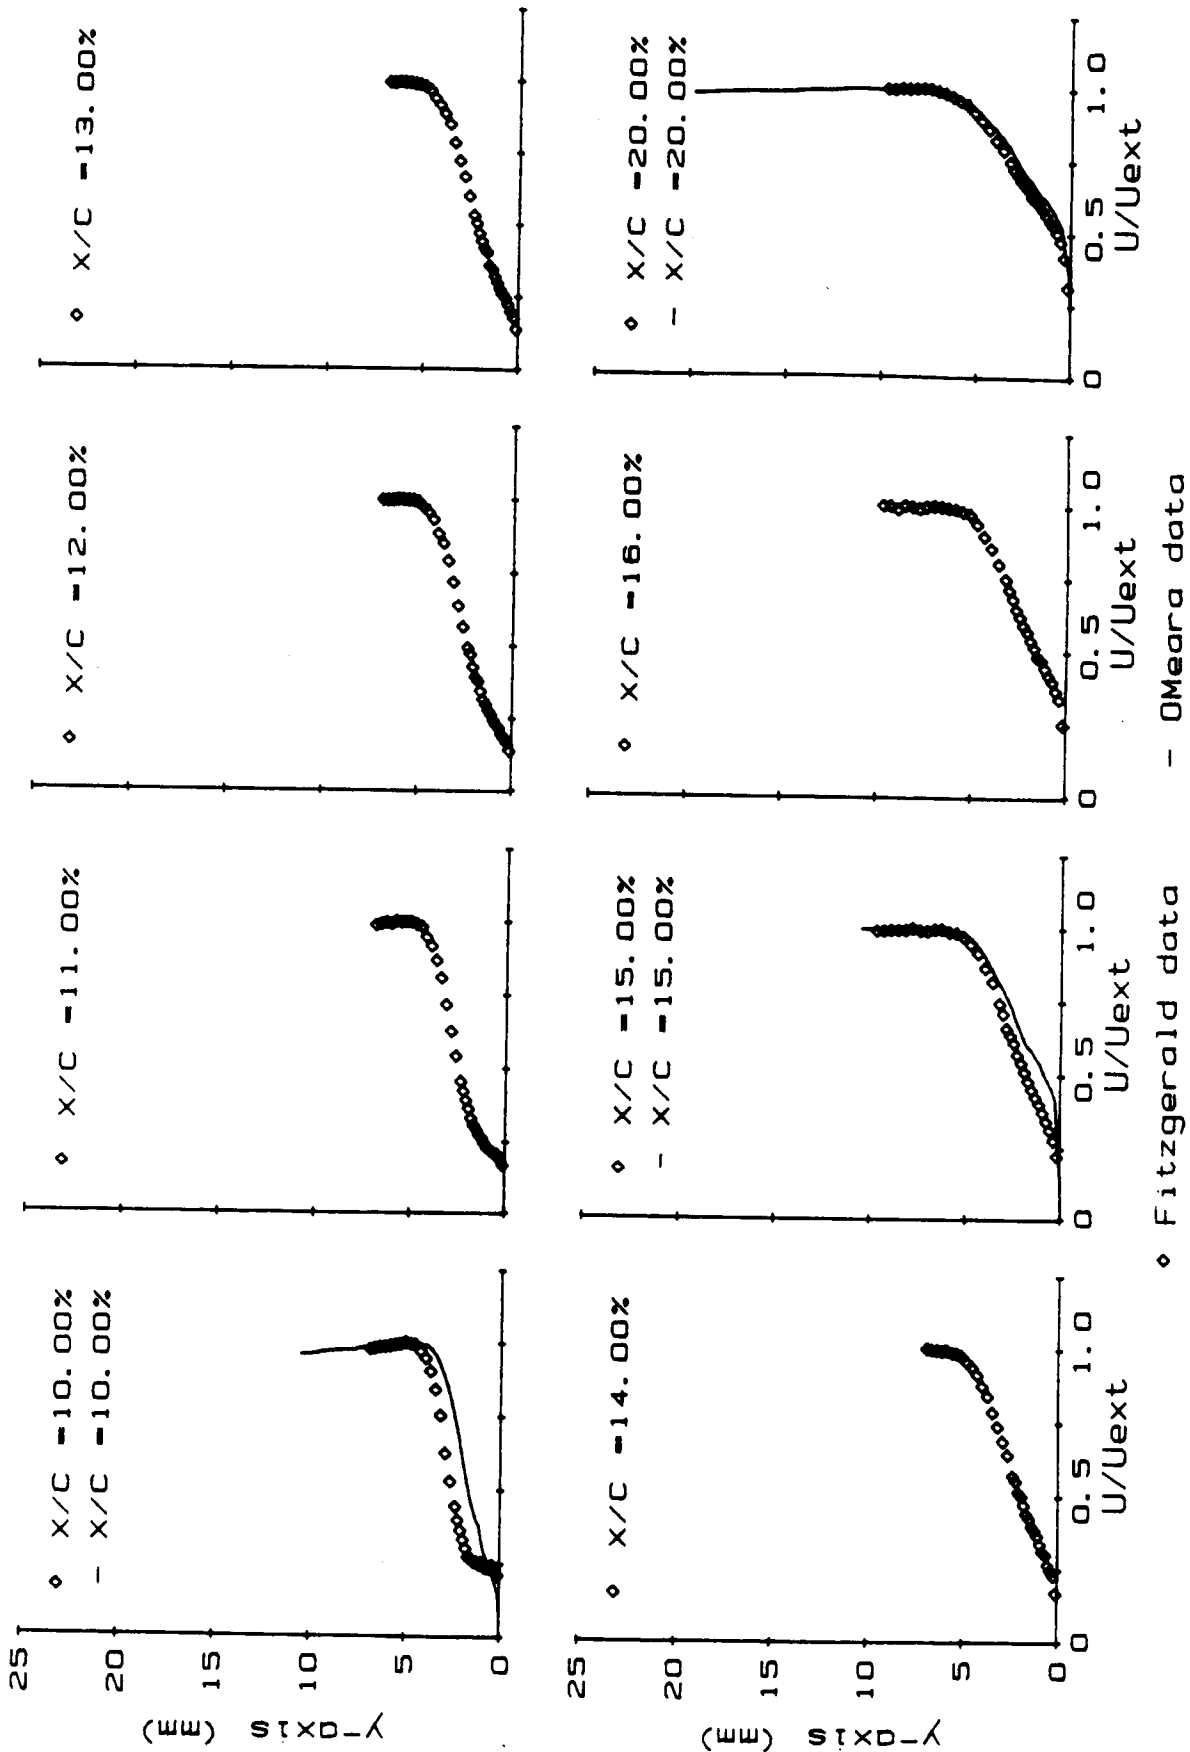 ◇ X/C =10.00%
— X/C =10.00%
◇ X/C =11.00%
◇ X/C =12.00%
◇ X/C =13.00%
25
20
15
10
5
0
y-axis (mm)
◇ X/C =14.00%
◇ X/C =15.00%
— X/C =15.00%
◇ X/C =16.00%
◇ X/C =20.00%
— X/C =20.00%
25
20
15
10
5
0
y-axis (mm)
0 0.5 1.0
U/Uext
0 0.5 1.0
U/Uext
0 0.5 1.0
U/Uext
0 0.5 1.0
U/Uext
◇ Fitzgerald data — OMeara data